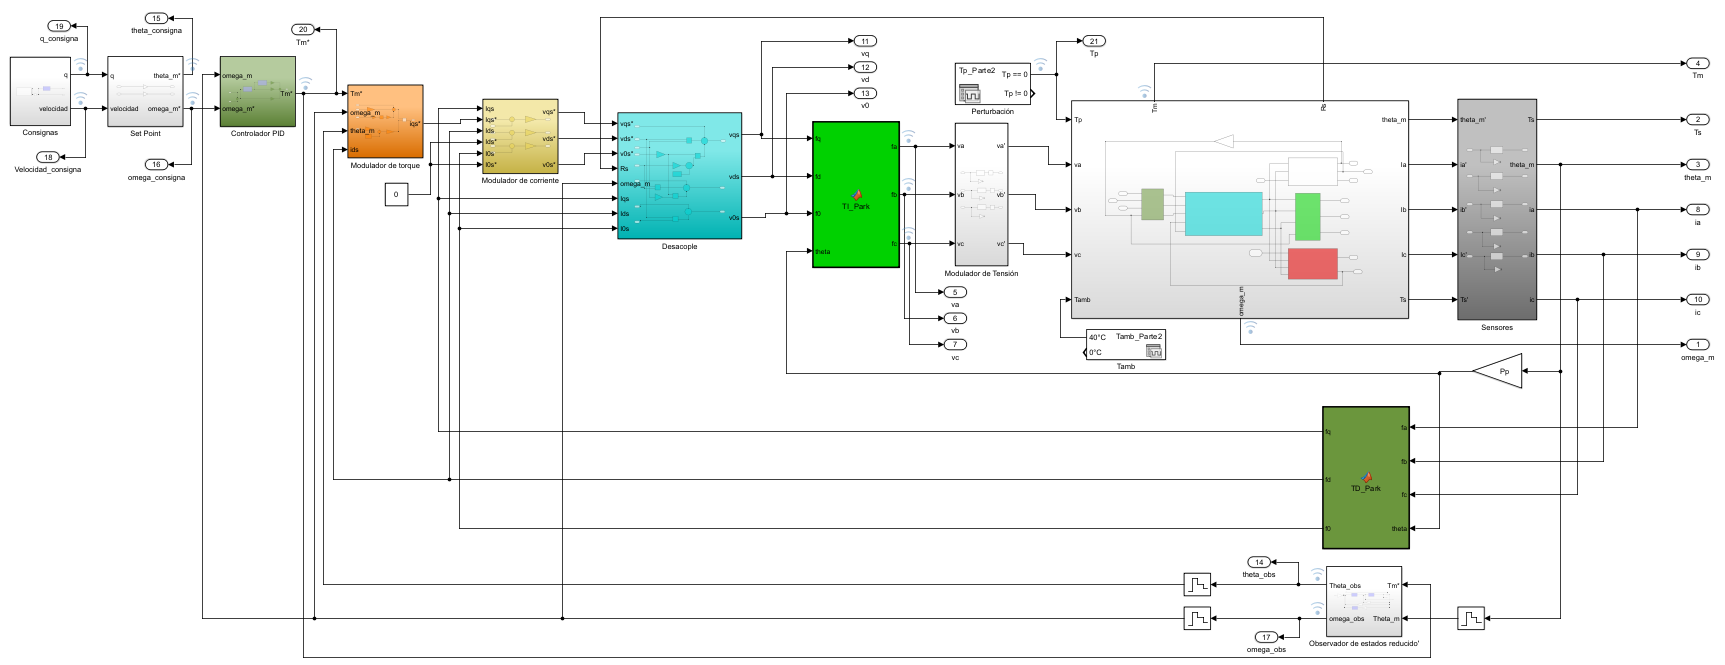 19
q_consigna
15
theta_consigna
20
Tm*
q
velocidad
Consignas
q
velocidad
theta_m*
omega_m*
Set Point
omega_m
omega_m*
Tm*
Controlador PID
18
Velocidad_consigna
16
omega_consigna
Tm*
omega_m
theta_m
ids
iqs*
Modulador de torque
0
Iqs
Iqs*
Ids
Ids*
I0s
I0s*
vqs*
vds*
v0s*
Modulador de corriente
vqs*
vds*
v0s*
Rs
omega_m
Iqs
Ids
I0s
vqs
vds
v0s
Desacople
11
vq
12
vd
13
v0
fq
fd
f0
theta
fa
fb
fc
TI_Park
5
va
6
vb
7
vc
21
Tp
Tp_Parte2
Tp == 0
Tp != 0
Perturbación
va
vb
vc
va'
vb'
vc'
Modulador de Tensión
Tp
va
vb
vc
Tamb
Tm
Rs
omega_m
theta_m
Ia
Ib
Ic
Ts
40°C
0°C
Tamb_Parte2
Tamb
theta_m'
ia'
ib'
Ic'
Ts'
Ts
theta_m
ia
ib
ic
Sensores
4
Tm
2
Ts
3
theta_m
8
ia
9
ib
10
ic
1
omega_m
Pp
fq
fd
f0
fa
fb
fc
theta
TD_Park
14
theta_obs
Theta_obs
omega_obs
Tm*
Theta_m
Observador de estados reducido'
17
omega_obs